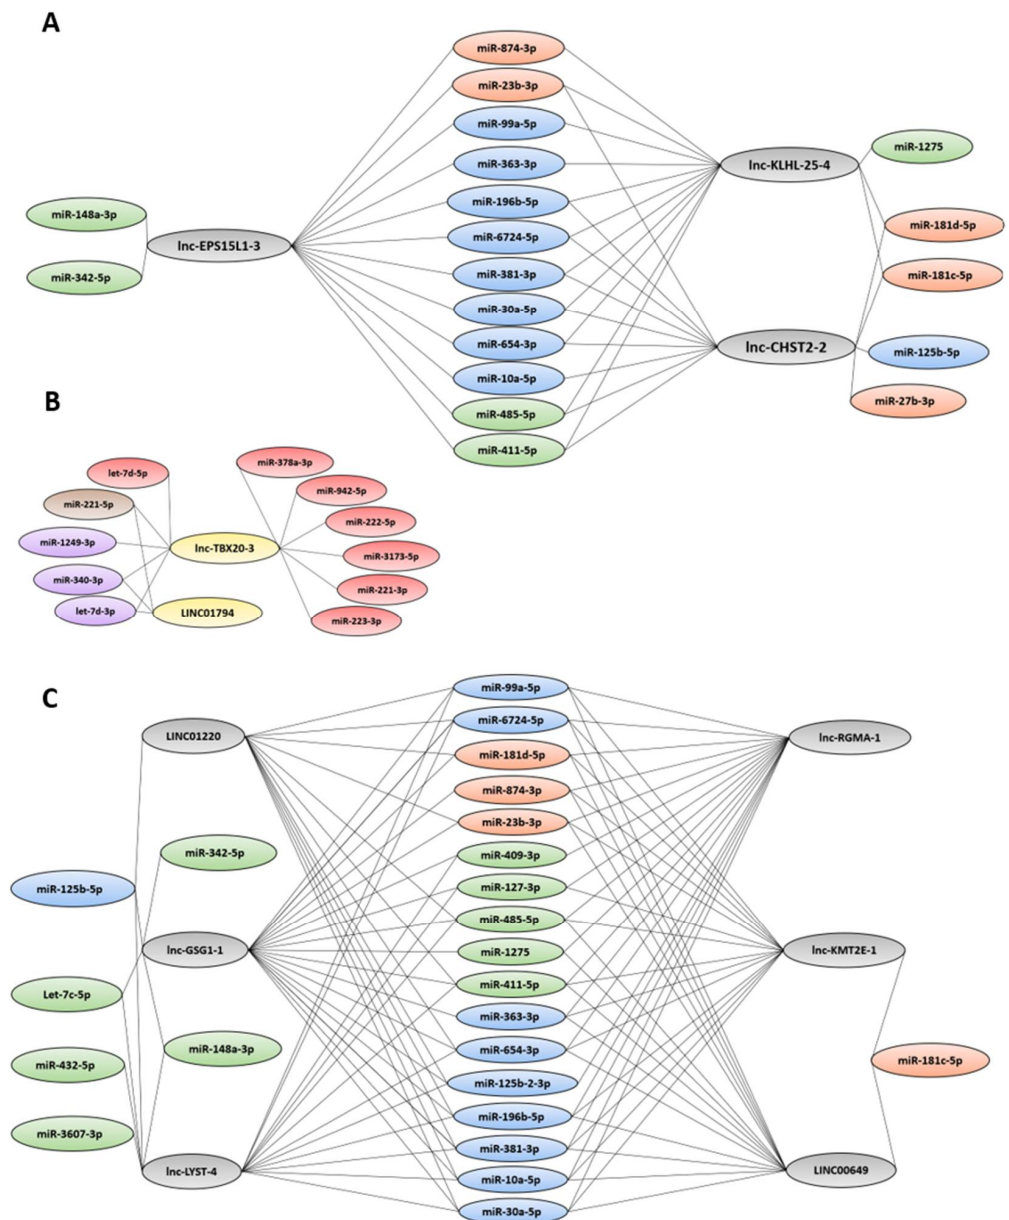 A
miR-874-3p
miR-23b-3p
miR-99a-5p
miR-363-3p
miR-196b-5p
miR-6724-5p
miR-381-3p
miR-30a-5p
miR-654-3p
miR-10a-5p
miR-485-5p
miR-411-5p
miR-148a-3p
lnc-EPS15L1-3
miR-342-5p
lnc-KLHL-25-4
miR-1275
miR-181d-5p
miR-181c-5p
lnc-CHST2-2
miR-125b-5p
miR-27b-3p
B
let-7d-5p
miR-221-5p
miR-1249-3p
miR-340-3p
let-7d-3p
lnc-TBX20-3
LINC01794
miR-378a-3p
miR-942-5p
miR-222-5p
miR-3173-5p
miR-221-3p
miR-223-3p
C
LINC01220
miR-342-5p
miR-125b-5p
lnc-GSG1-1
Let-7c-5p
miR-148a-3p
miR-432-5p
miR-3607-3p
lnc-LYST-4
miR-99a-5p
miR-6724-5p
miR-181d-5p
miR-874-3p
miR-23b-3p
miR-409-3p
miR-127-3p
miR-485-5p
miR-1275
miR-411-5p
miR-363-3p
miR-654-3p
miR-125b-2-3p
miR-196b-5p
miR-381-3p
miR-10a-5p
miR-30a-5p
lnc-RGMA-1
lnc-KMT2E-1
miR-181c-5p
LINC00649